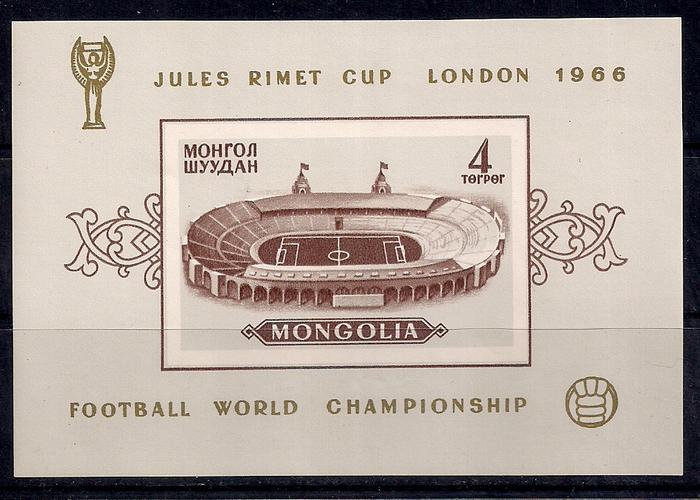 JULES RIMET CUP LONDON 1966
МОНГОЛ
ШУУДАН
4
ТӨГРӨГ
MONGOLIA
FOOTBALL WORLD CHAMPIONSHIP